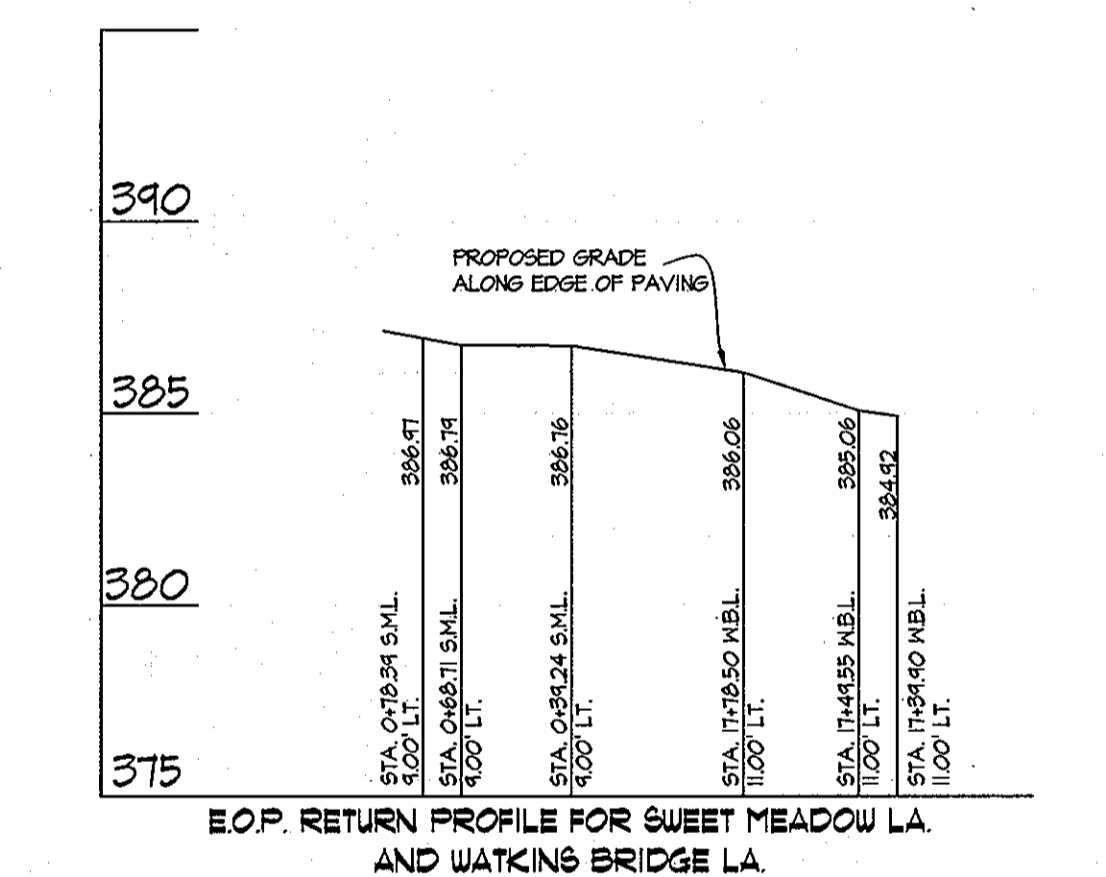 390
PROPOSED GRADE
ALONG EDGE OF PAVING
385
386.97
386.79
386.76
386.06
385.06
384.92
380
STA. 0+78.39 S.M.L.
9.00' LT.
STA. 0+68.71 S.M.L.
9.00' LT.
STA. 0+39.24 S.M.L.
9.00' LT.
STA. 17+78.50 W.B.L.
11.00' LT.
STA. 17+49.55 W.B.L.
11.00' LT.
STA. 17+39.90 W.B.L.
11.00' LT.
375
E.O.P. RETURN PROFILE FOR SWEET MEADOW LA.
AND WATKINS BRIDGE LA.